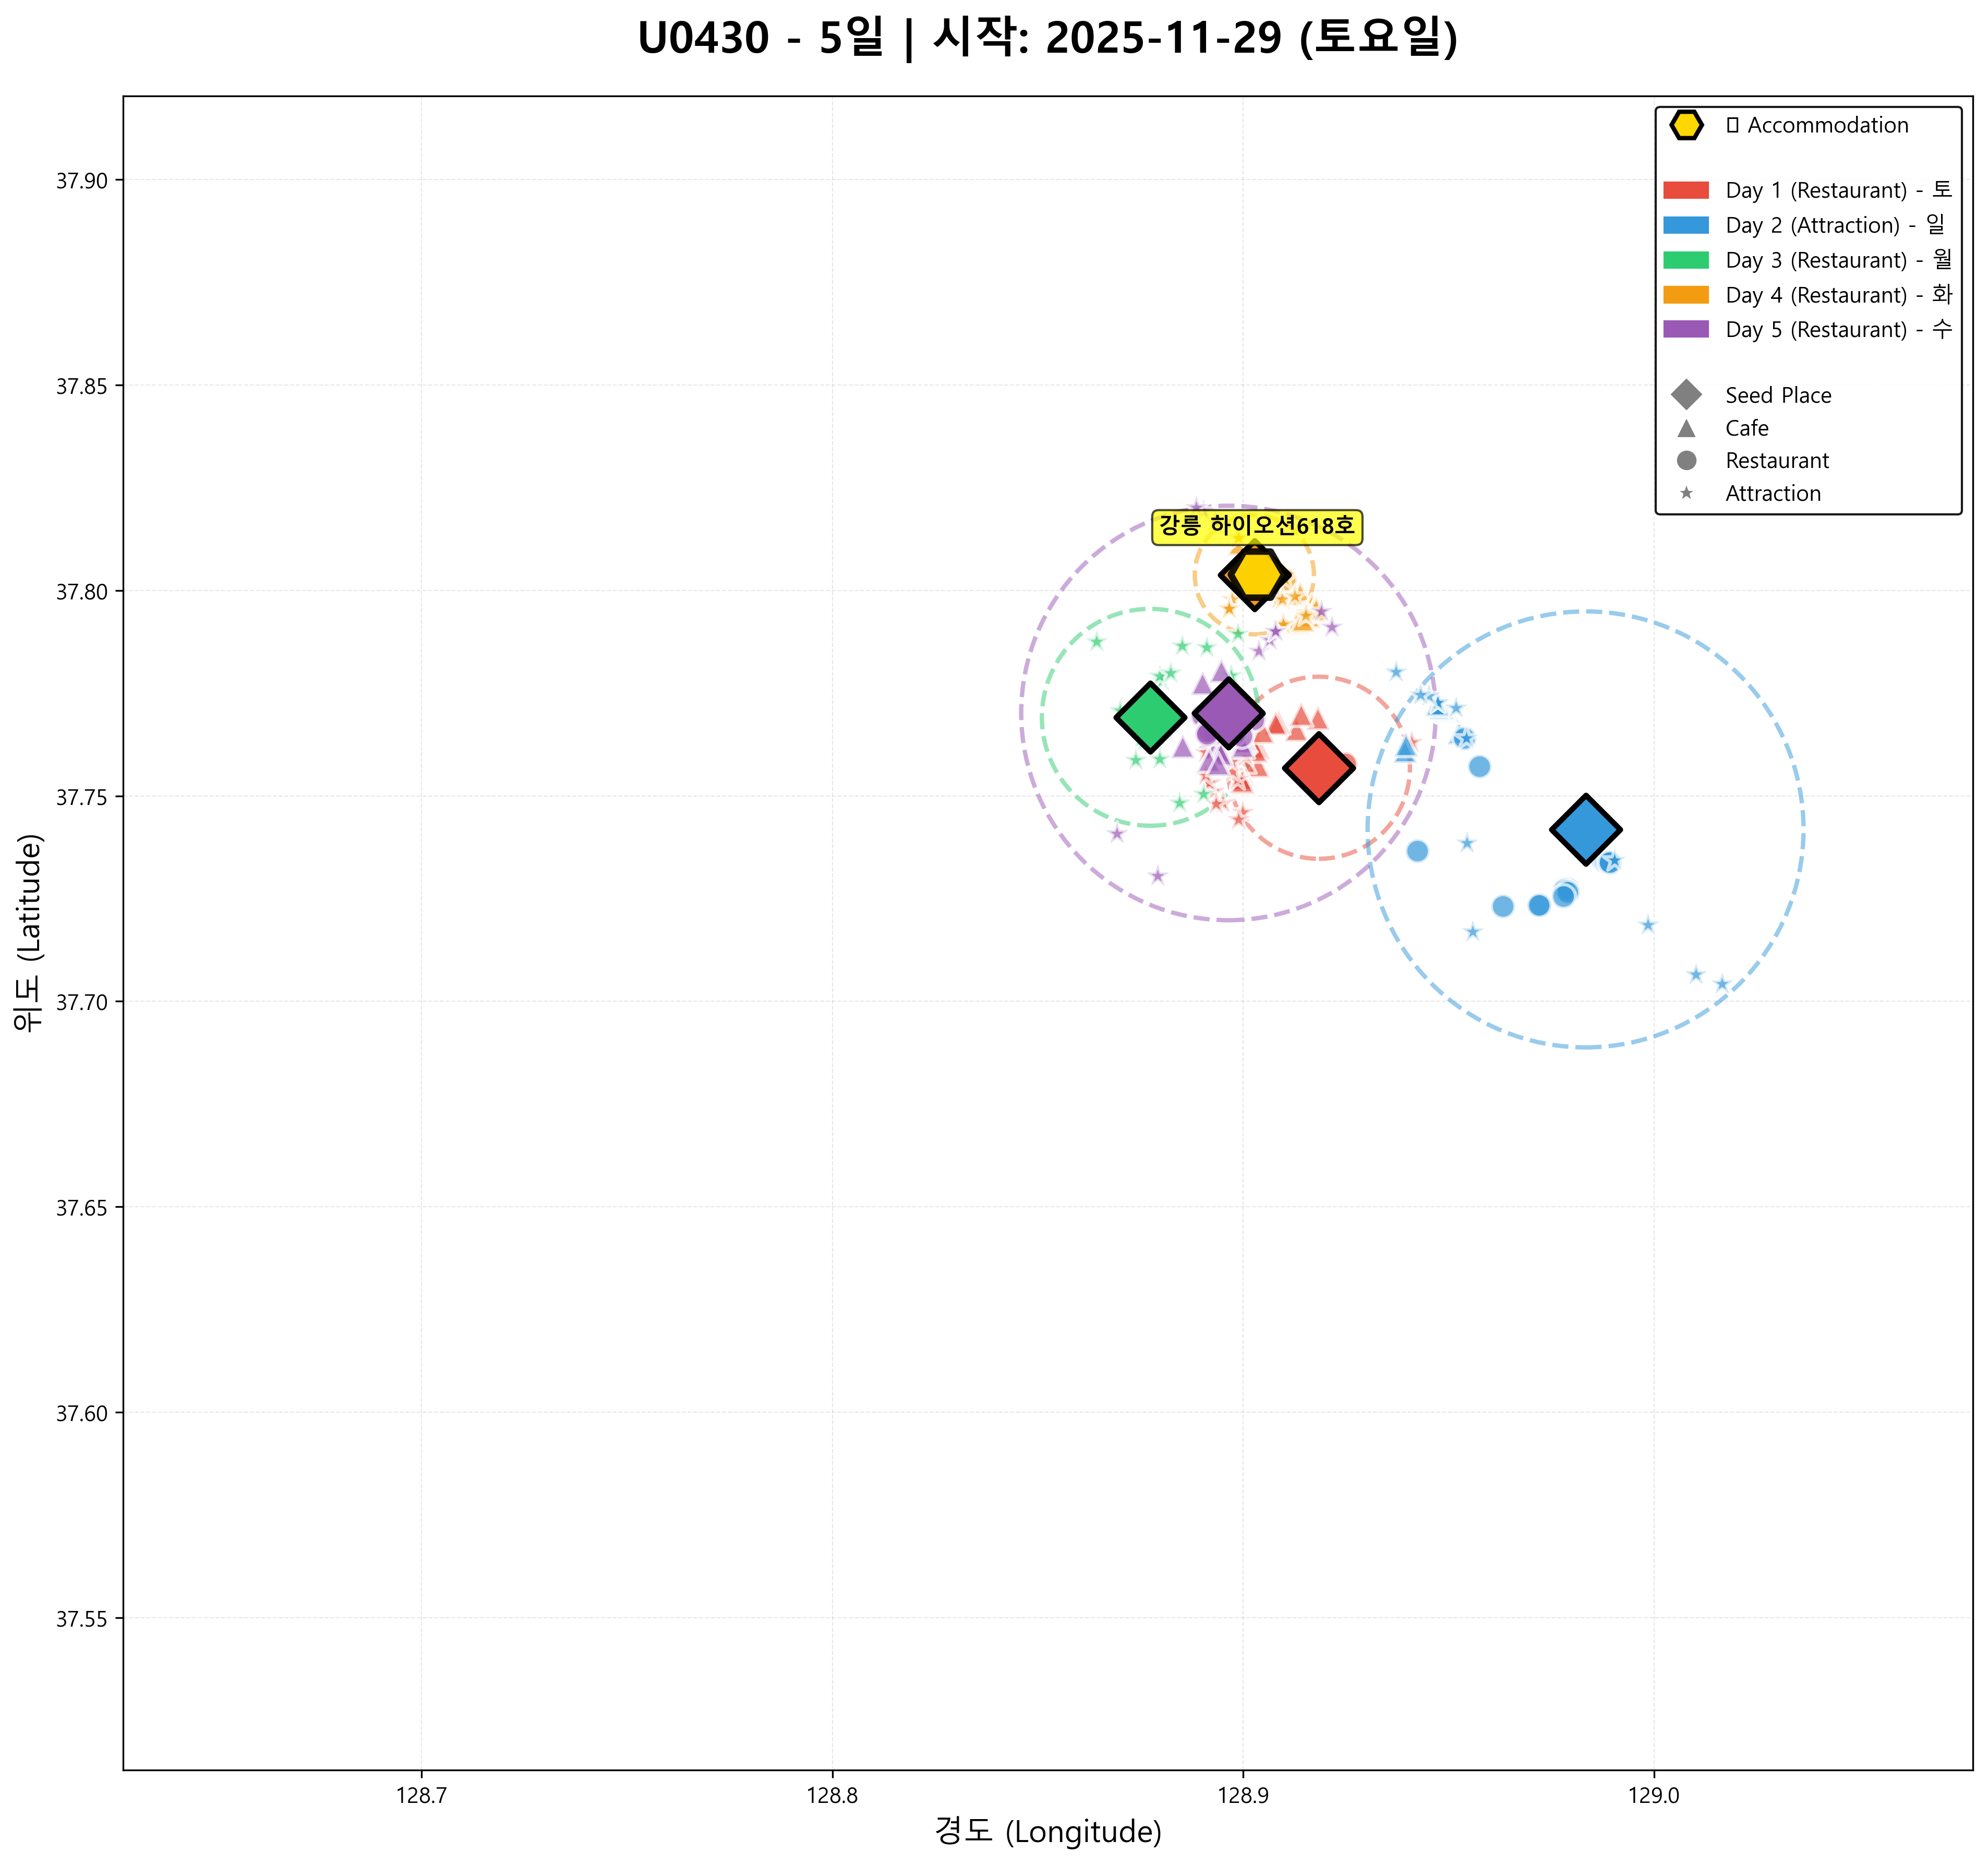 U0430 - 5일 | 시작: 2025-11-29 (토요일)
Accommodation
Day 1 (Restaurant) - 토
Day 2 (Attraction) - 일
Day 3 (Restaurant) - 월
Day 4 (Restaurant) - 화
Day 5 (Restaurant) - 수
Seed Place
Cafe
Restaurant
Attraction
강릉 하이오션618호
37.90
37.85
37.80
37.75
37.70
37.65
37.60
37.55
위도 (Latitude)
128.7
128.8
128.9
129.0
경도 (Longitude)